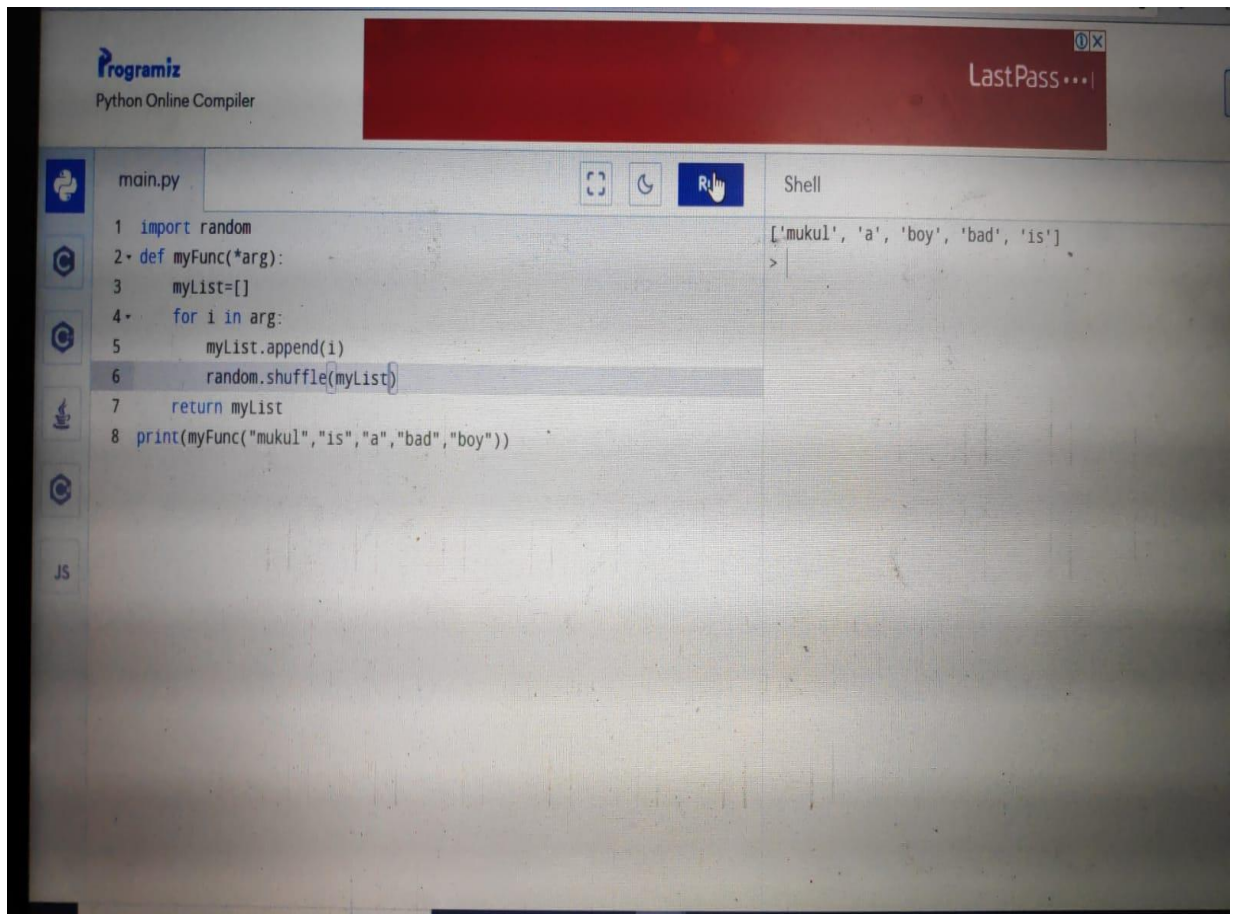 Programiz
Python Online Compiler
LastPass•••|
main.py
Shell
1 import random
2 def myFunc(*arg):
3 myList=[]
4 for i in arg:
5 myList.append(i)
6 random.shuffle(myList)
7 return myList
8 print(myFunc("mukul","is","a","bad","boy"))
['mukul', 'a', 'boy', 'bad', 'is']
>
JS